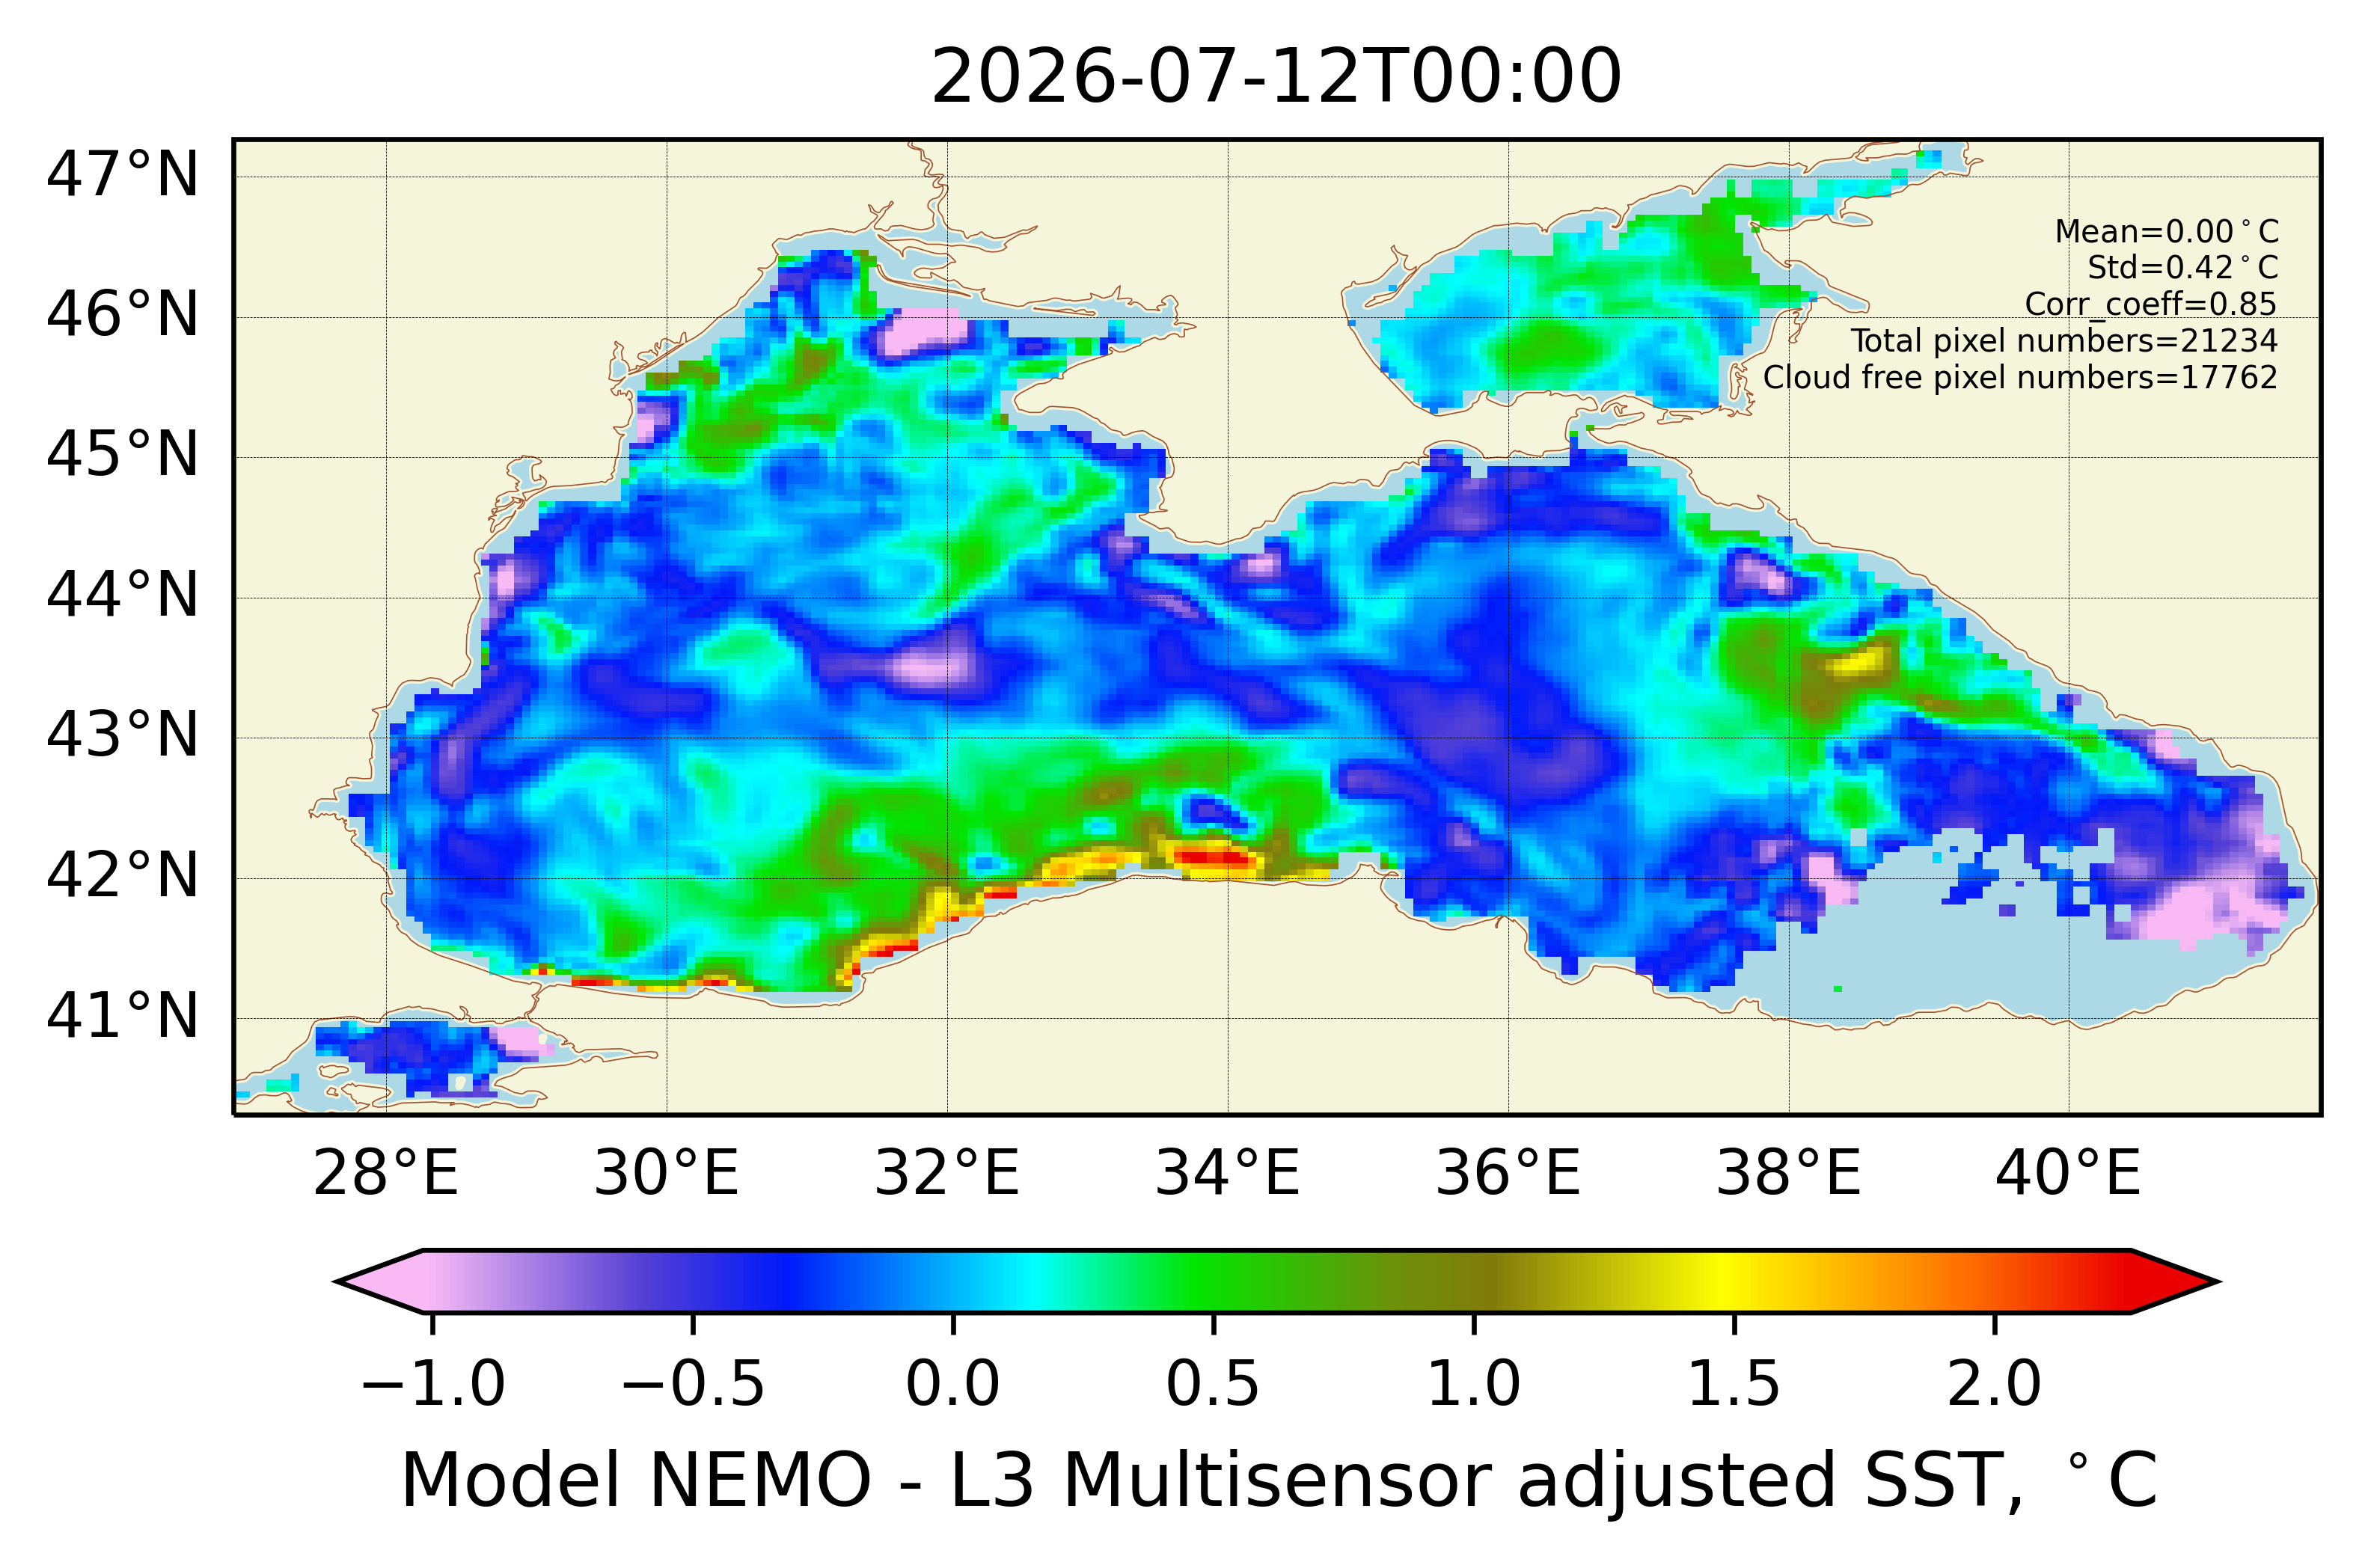 2026-07-12T00:00
47°N
46°N
45°N
44°N
43°N
42°N
41°N
Mean=0.00°C
Std=0.42°C
Corr_coeff=0.85
Total pixel numbers=21234
Cloud free pixel numbers=17762
28°E 30°E 32°E 34°E 36°E 38°E 40°E
−1.0 −0.5 0.0 0.5 1.0 1.5 2.0
Model NEMO - L3 Multisensor adjusted SST, °C